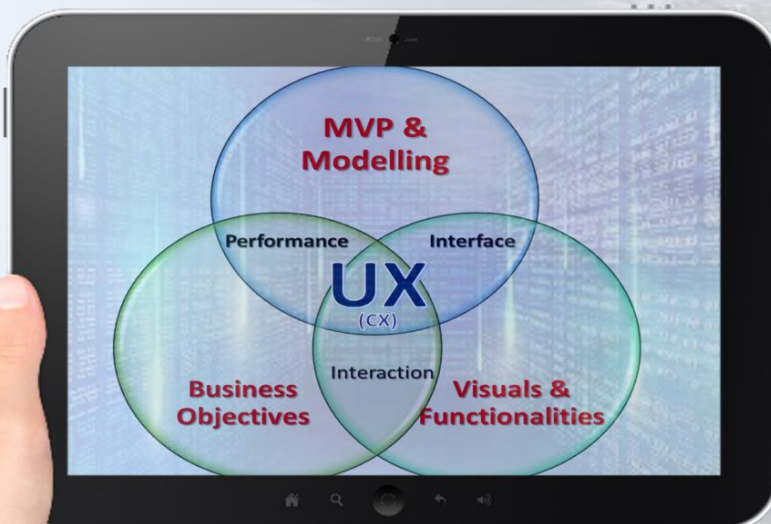 MVP &
Modelling
Performance
Interface
UX
(CX)
Interaction
Business
Objectives
Visuals &
Functionalities